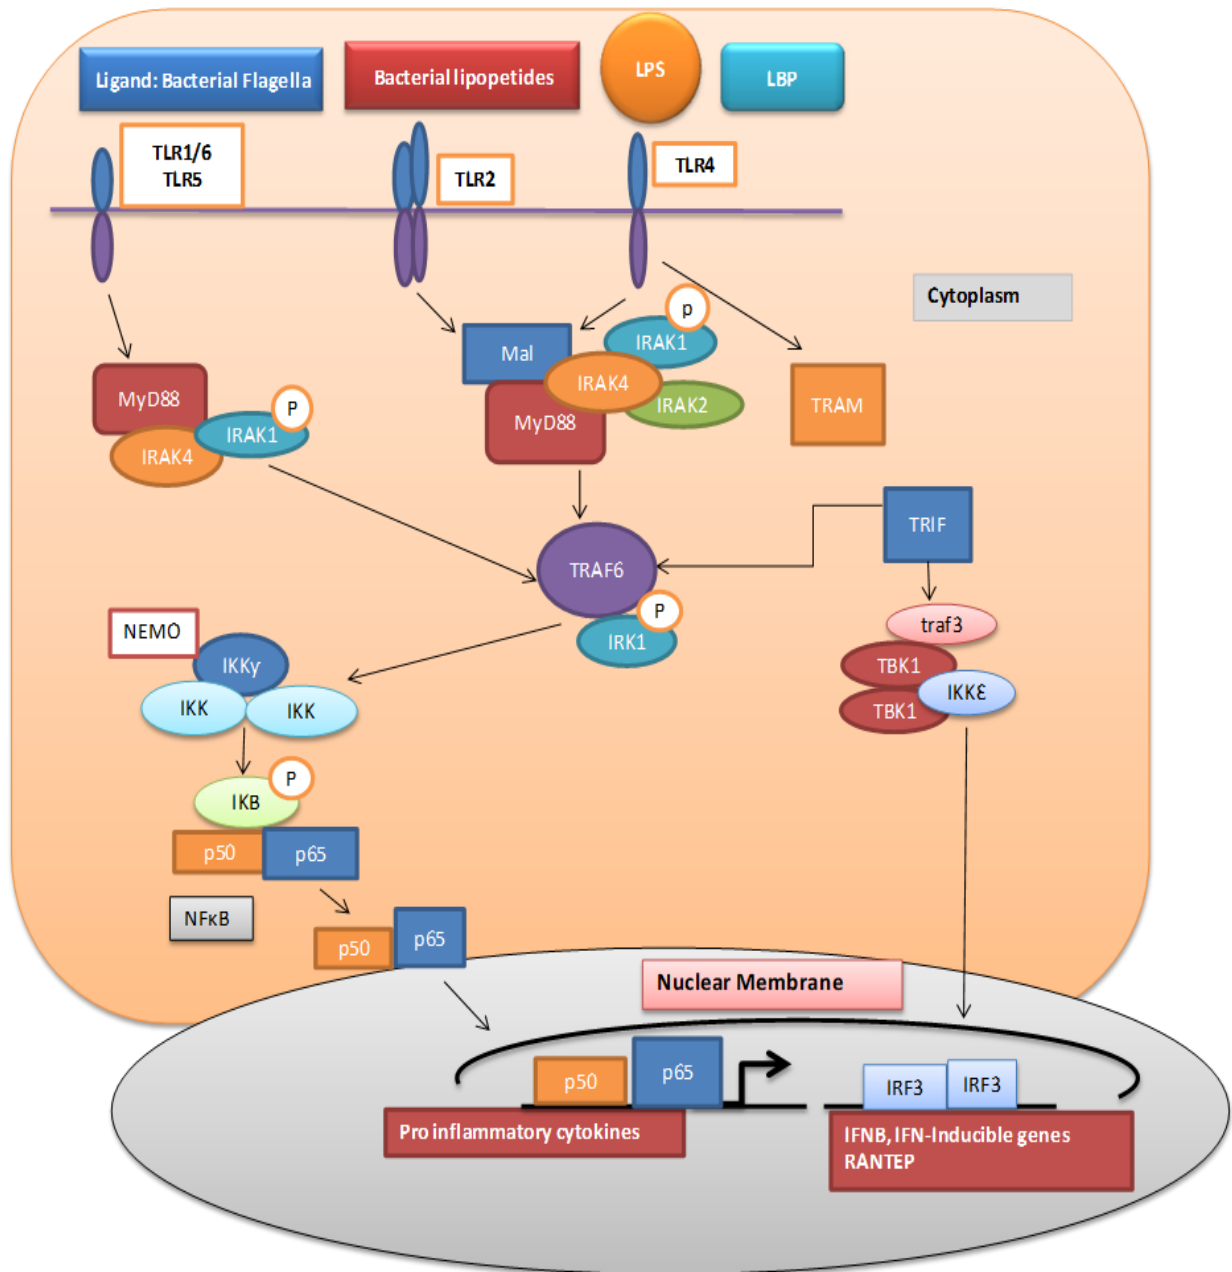 Ligand: Bacterial Flagella
Bacterial lipopetides
LPS
LBP
TLR1/6
TLR5
TLR2
TLR4
Cytoplasm
p
IRAK1
Mal
IRAK4
IRAK2
MyD88
TRAM
MyD88
P
IRAK1
IRAK4
TRIF
TRAF6
P
IRK1
traf3
TBK1
IKKƐ
TBK1
NEMO
IKKγ
IKK
IKK
P
IKB
p50
p65
NFκB
p50
p65
Nuclear Membrane
p50
p65
IRF3
IRF3
Pro inflammatory cytokines
IFNB, IFN-Inducible genes
RANTEP